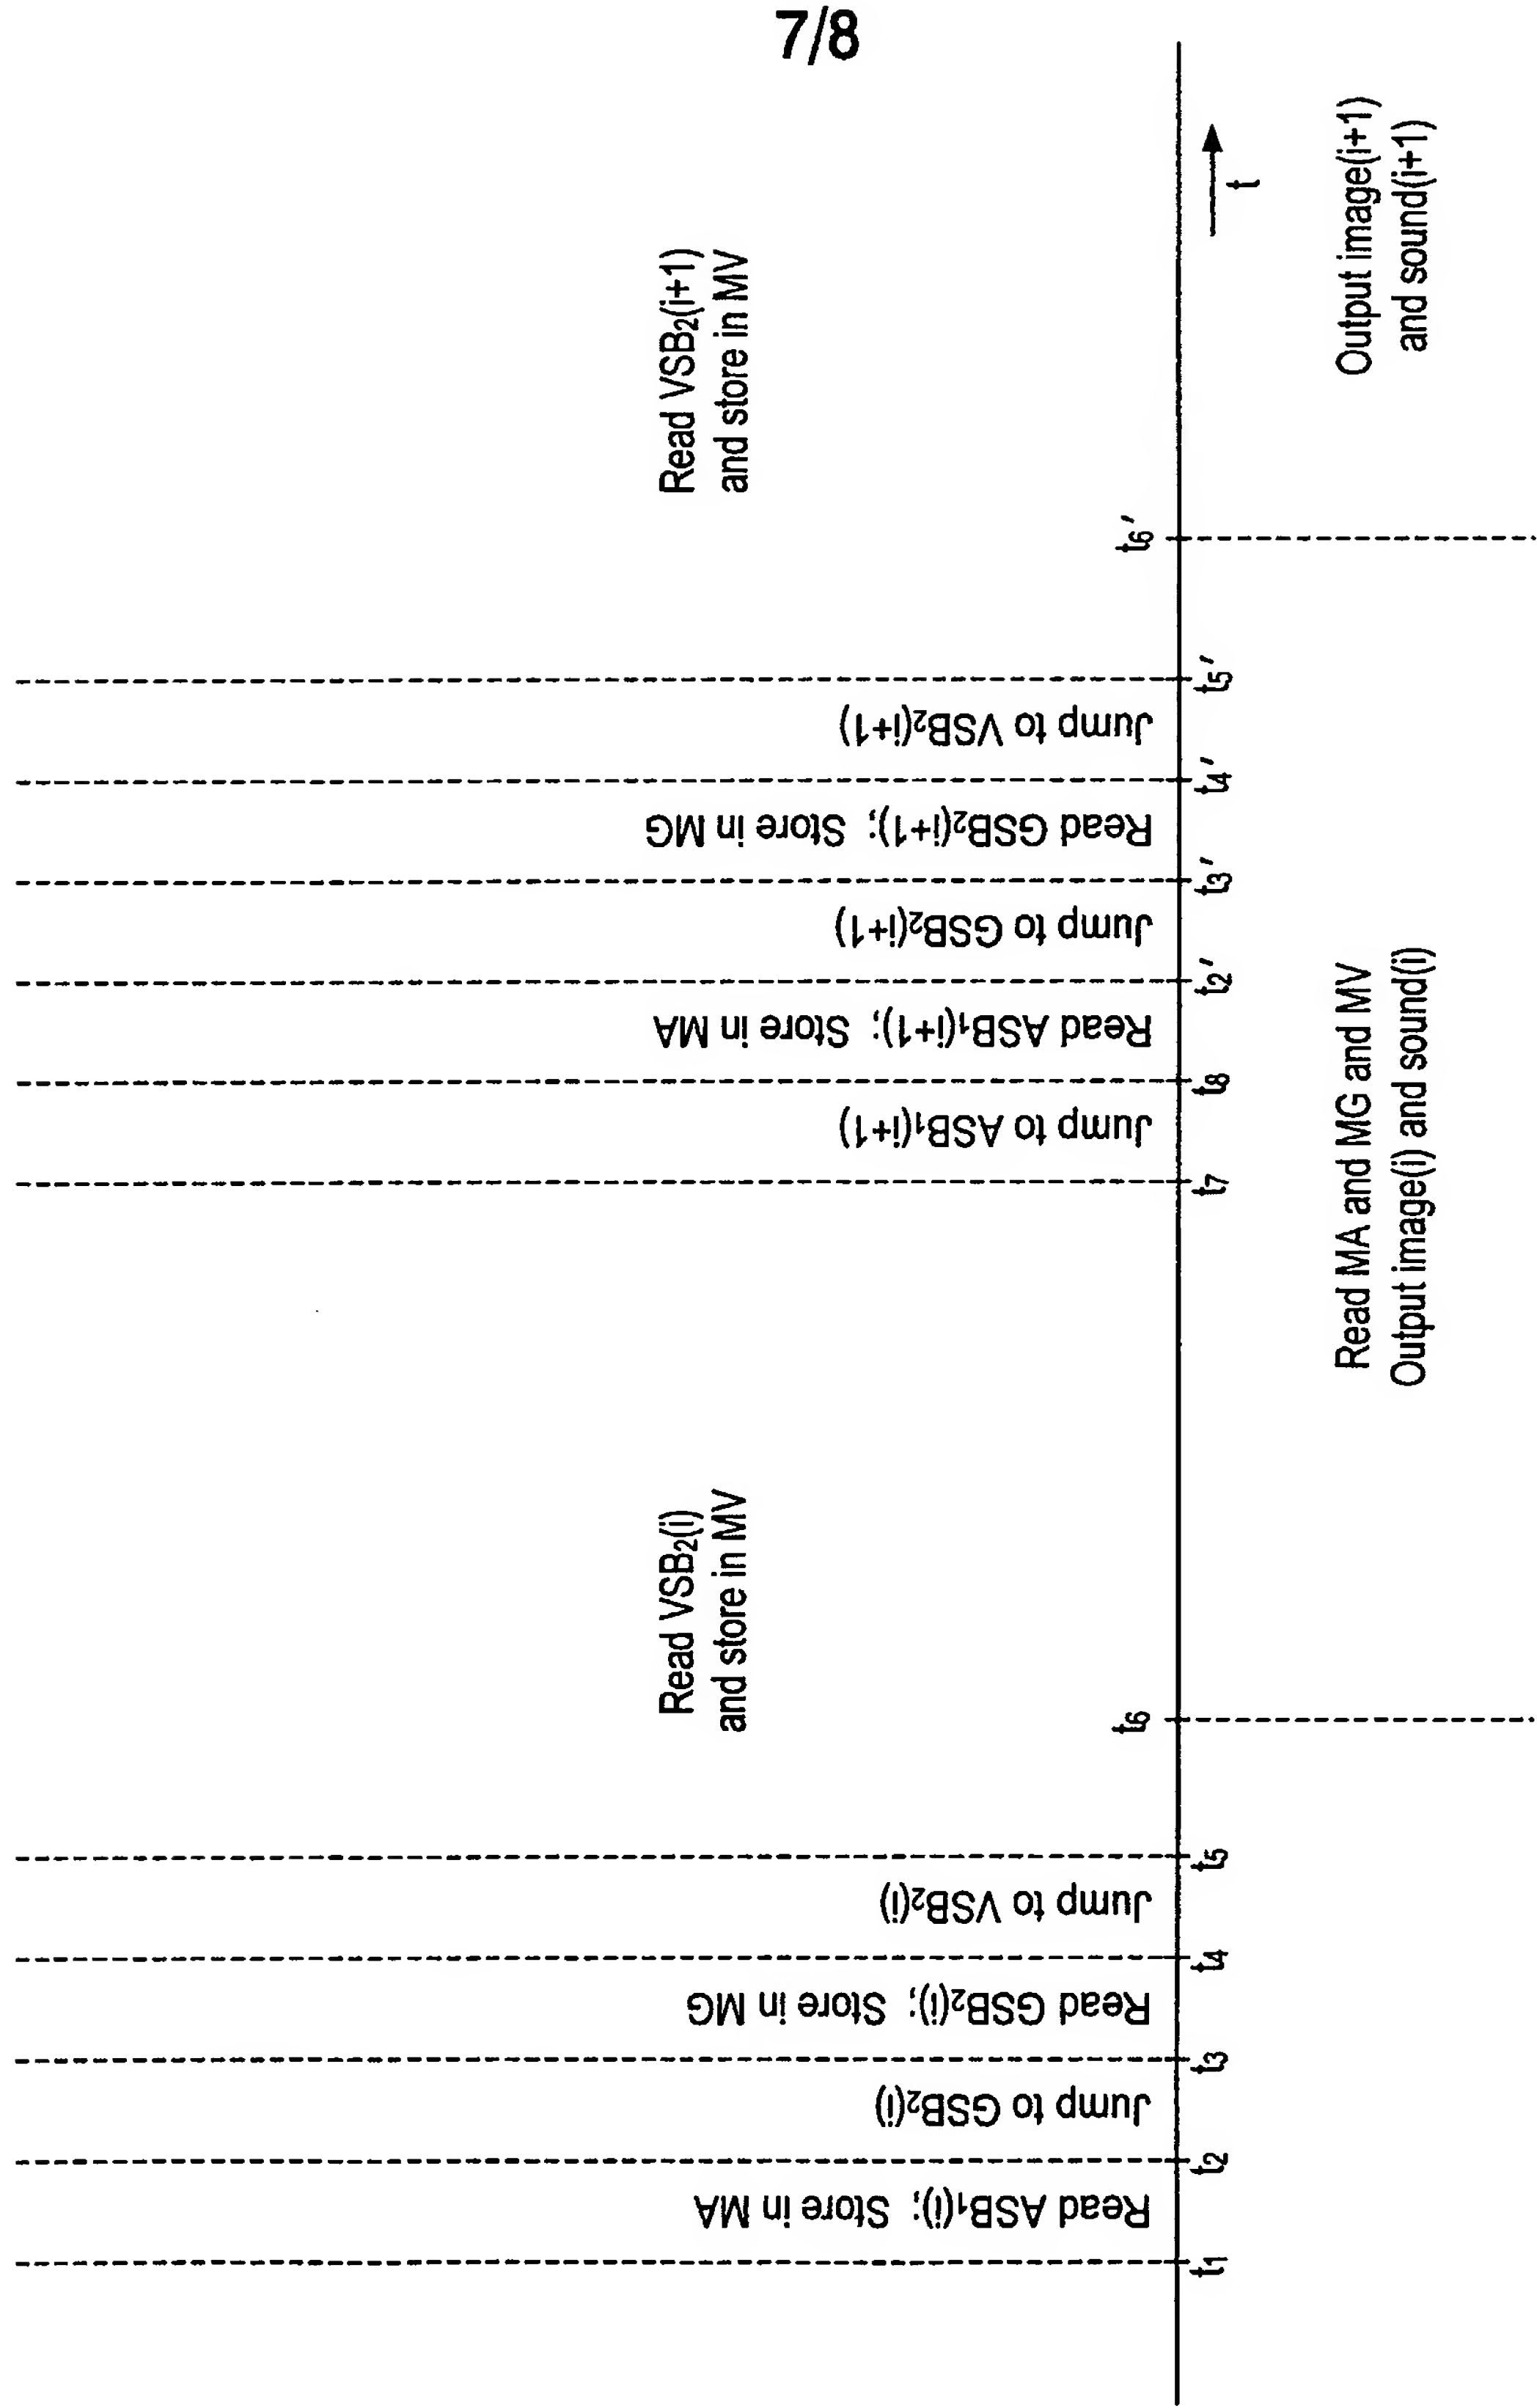 7/8
Read ASB1(i); Store in MA
Jump to GSB2(i)
Read GSB2(i); Store in MG
Jump to VSB2(i)
Read VSB2(i)
and store in MV
Jump to ASB1(i+1)
Read ASB1(i+1); Store in MA
Jump to GSB2(i+1)
Read GSB2(i+1); Store in MG
Jump to VSB2(i+1)
Read VSB2(i+1)
and store in MV
t1
t2
t3
t4
t5
t6
t7
t8
t2'
t3'
t4'
t5'
t6'
t
Read MA and MG and MV
Output image(i) and sound(i)
Output image(i+1)
and sound(i+1)